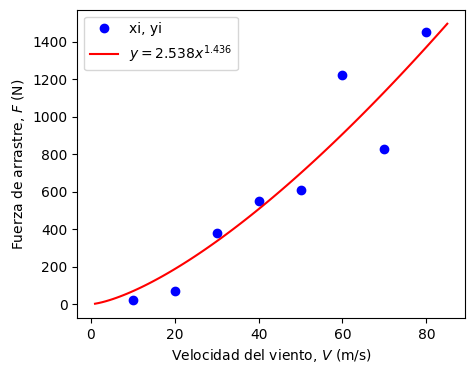 xi, yi
y = 2.538x^1.436
Fuerza de arrastre, F (N)
1400
1200
1000
800
600
400
200
0
0 20 40 60 80
Velocidad del viento, V (m/s)